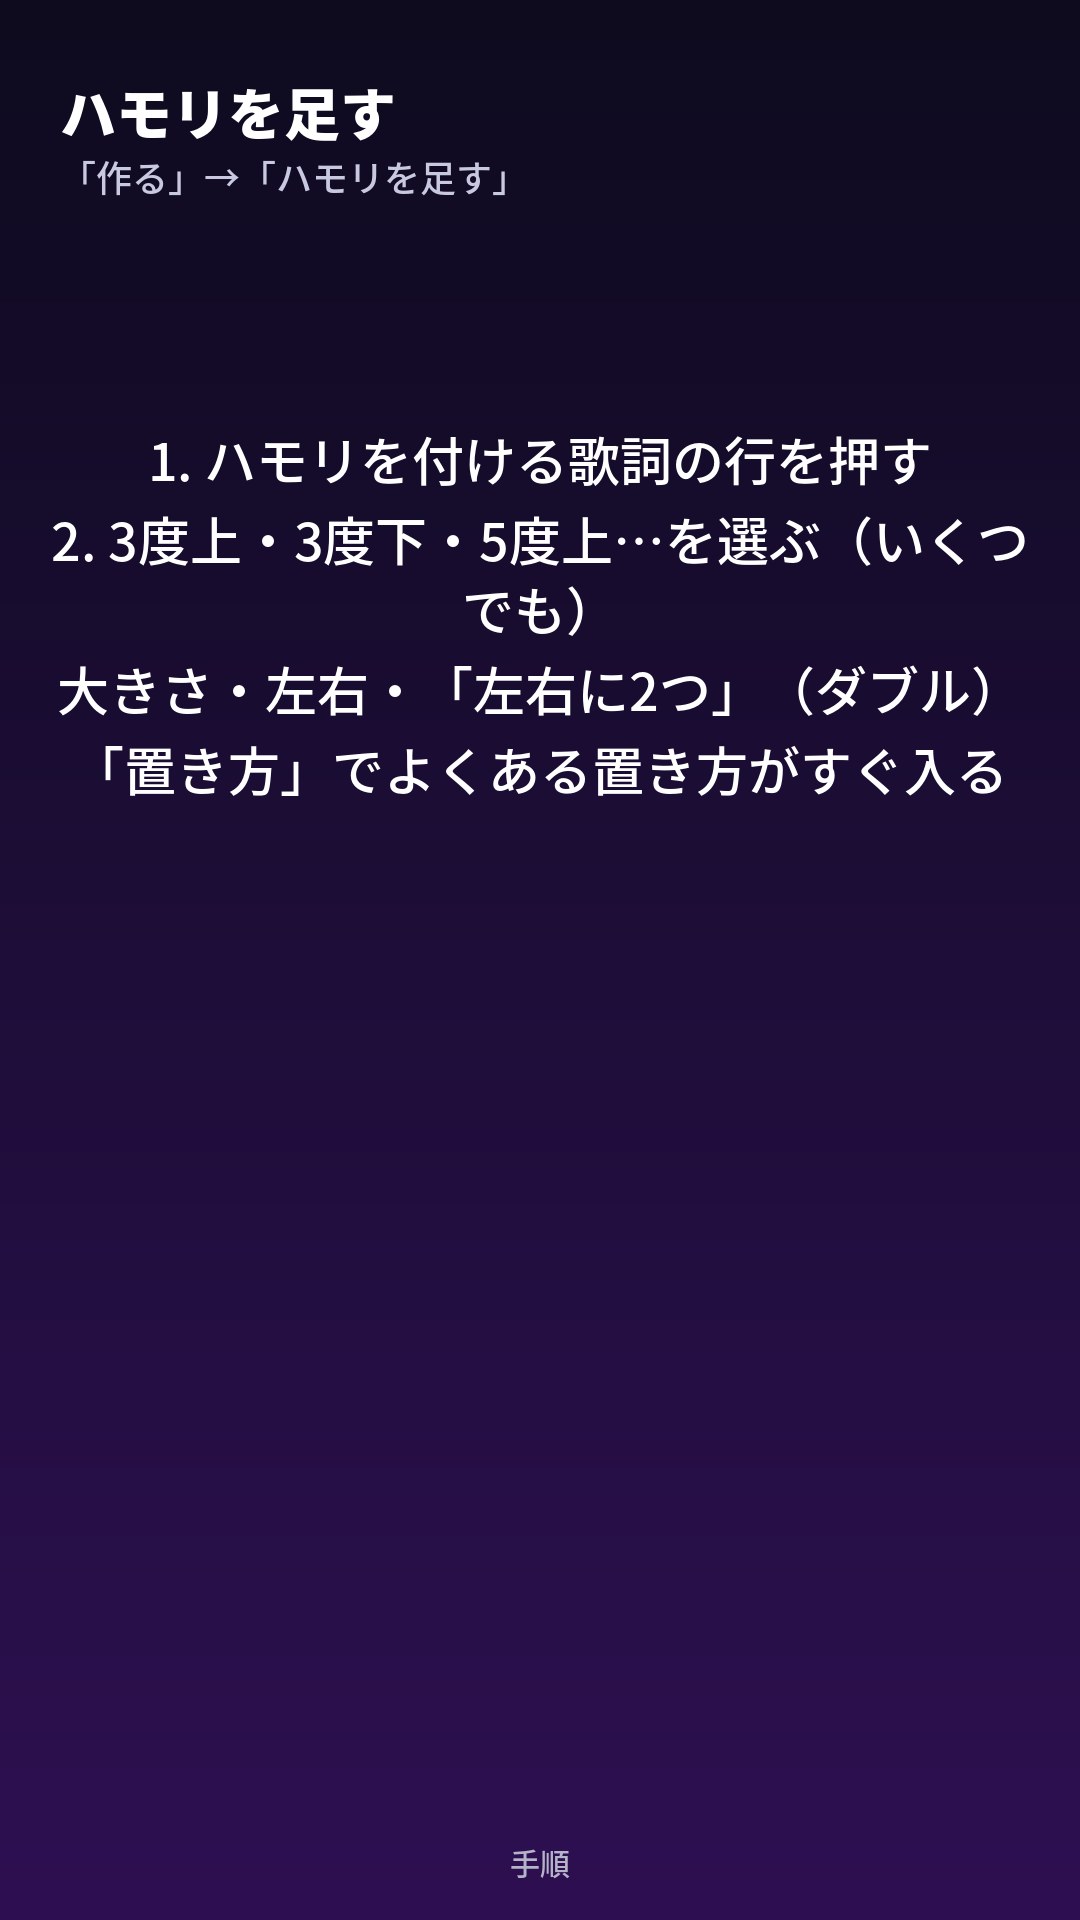 ハモリを足す
「作る」→「ハモリを足す」
1. ハモリを付ける歌詞の行を押す
2. 3度上・3度下・5度上…を選ぶ（いくつ
でも）
大きさ・左右・「左右に2つ」（ダブル）
「置き方」でよくある置き方がすぐ入る
手順